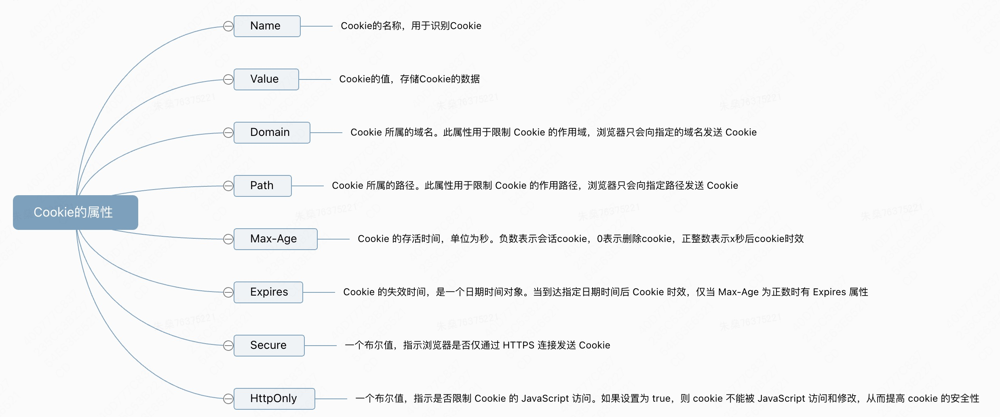 Name
Cookie的名称，用于识别Cookie
Value
Cookie的值，存储Cookie的数据
Domain
Cookie 所属的域名。此属性用于限制 Cookie 的作用域，浏览器只会向指定的域名发送 Cookie
Path
Cookie 所属的路径。此属性用于限制 Cookie 的作用路径，浏览器只会向指定路径发送 Cookie
Cookie的属性
Max-Age
Cookie 的存活时间，单位为秒。负数表示会话cookie，0表示删除cookie，正整数表示x秒后cookie时效
Expires
Cookie 的失效时间，是一个日期时间对象。当到达指定日期时间后 Cookie 时效，仅当 Max-Age 为正数时有 Expires 属性
Secure
一个布尔值，指示浏览器是否仅通过 HTTPS 连接发送 Cookie
HttpOnly
一个布尔值，指示是否限制 Cookie 的 JavaScript 访问。如果设置为 true，则 cookie 不能被 JavaScript 访问和修改，从而提高 cookie 的安全性